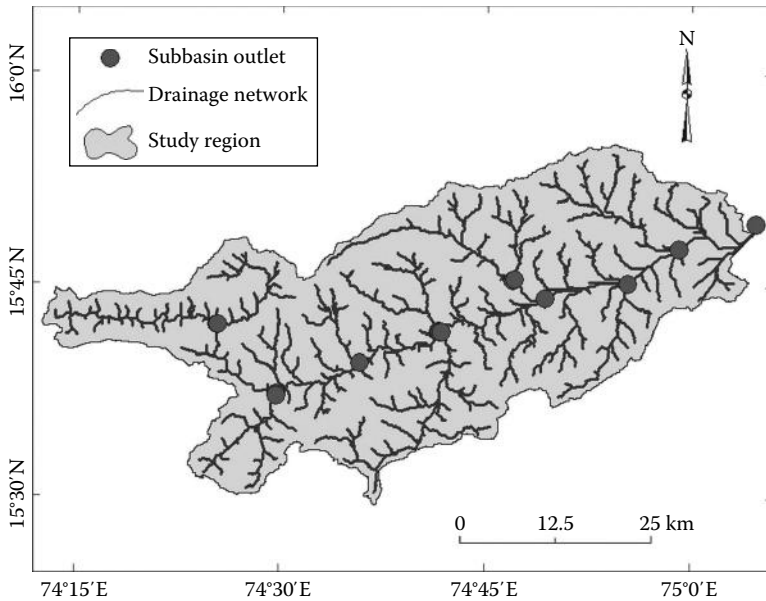 Subbasin outlet
Drainage network
Study region
N
16°0´N
15°45´N
15°30´N
0 12.5 25 km
74°15´E 74°30´E 74°45´E 75°0´E